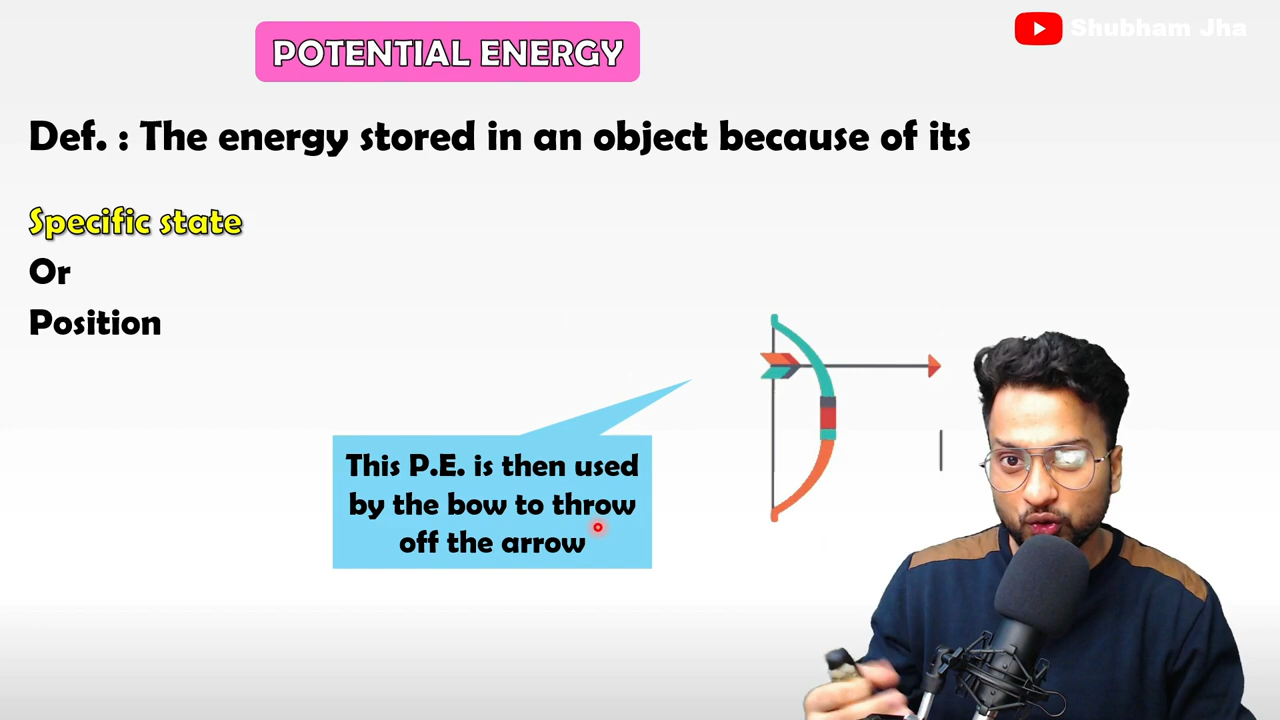 POTENTIAL ENERGY
Shubham Jha
Def. : The energy stored in an object because of its
Specific state
Or
Position
This P.E. is then used
by the bow to throw
off the arrow